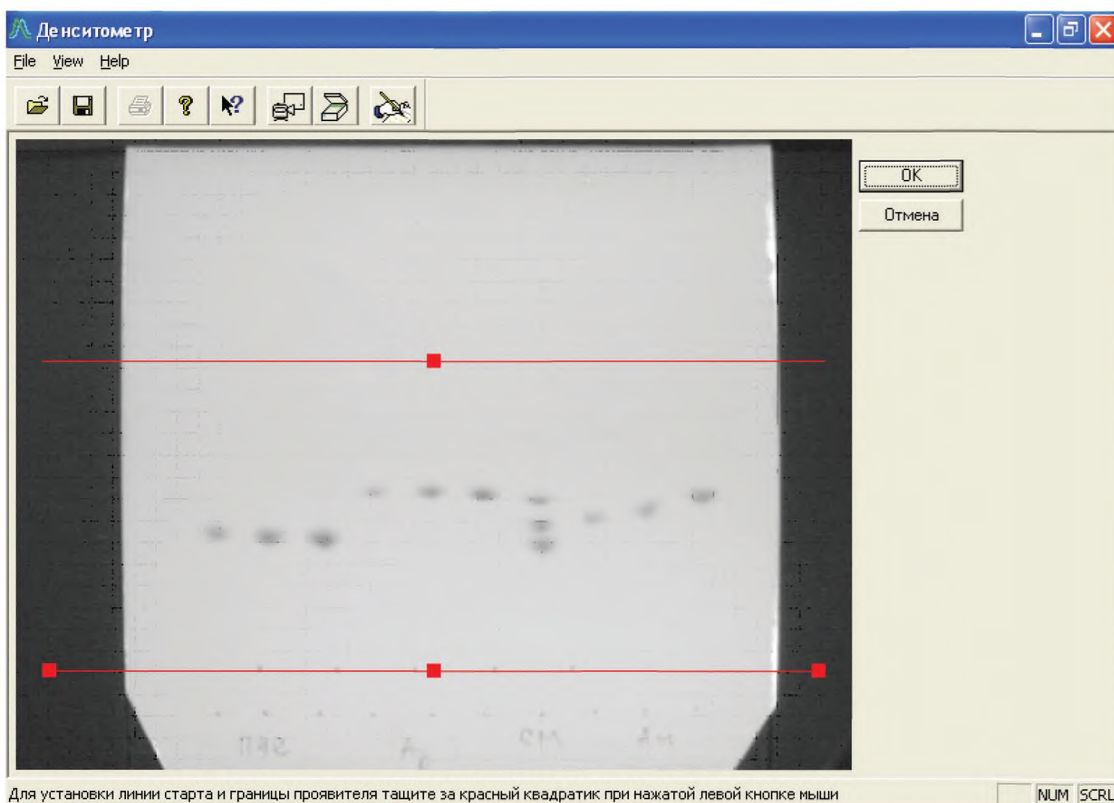 Денситометр
File View Help
OK
Отмена
Для установки линии старта и границы проявителя тащите за красный квадратик при нажатой левой кнопке мыши
NUM SCRL